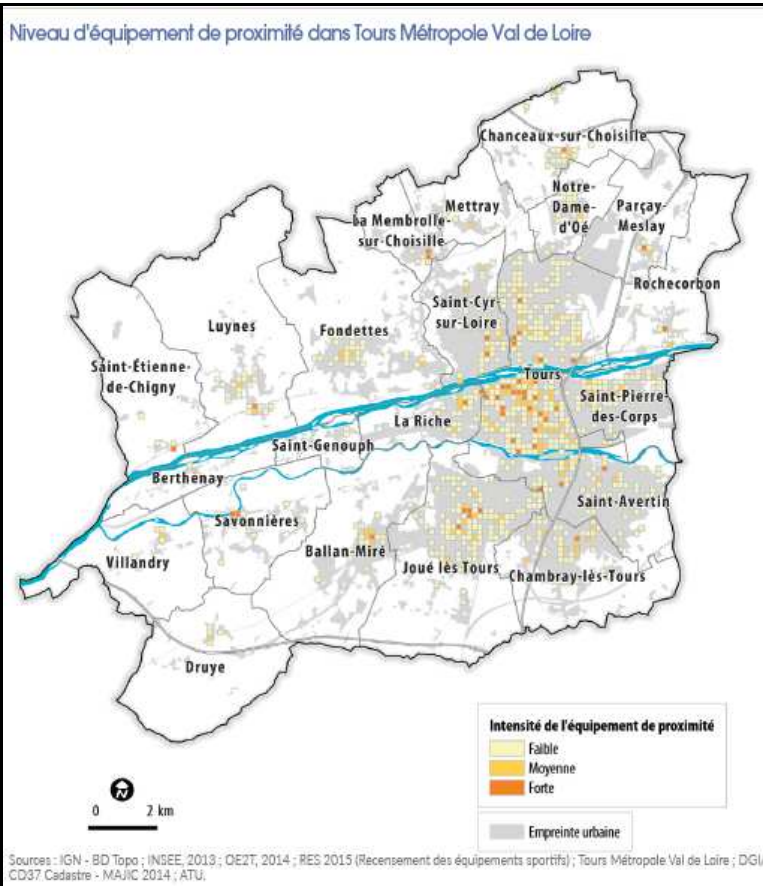 Niveau d'équipement de proximité dans Tours Métropole Val de Loire
Chanceaux-sur-Choisille
Notre-
Dame-
d'Oé
Mettray
Parçay-
Meslay
La Membrolle-
sur-Choisille
Rochecorbon
Saint-Cyr-
sur-Loire
Luynes
Fondettes
Saint-Étienne-
de-Chigny
Tours
Saint-Pierre-
des-Corps
La Riche
Saint-Genouph
Berthenay
Saint-Avertin
Savonnières
Ballan-Miré
Villandry
Joué lès Tours
Chambray-lès-Tours
Druye
Intensité de l'équipement de proximité
Faible
Moyenne
Forte
Empreinte urbaine
N
0 2 km
Sources : IGN - BD Topo ; INSEE, 2013 ; OE2T, 2014 ; RES 2015 (Recensement des équipements sportifs) ; Tours Métropole Val de Loire ;
CD37 Cadastre - MAJIC 2014 ; ATU.